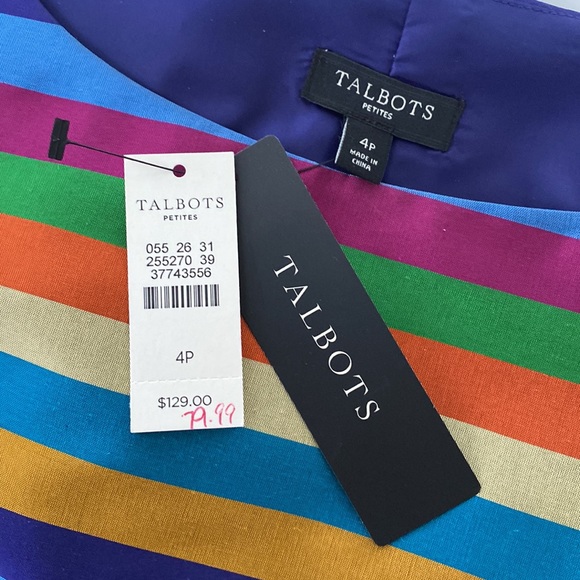 TALBOTS
PETITES
4P
MADE IN
CHINA
TALBOTS
PETITES
055 26 31
255270 39
37743556
4P
$129.00
79.99
TALBOTS